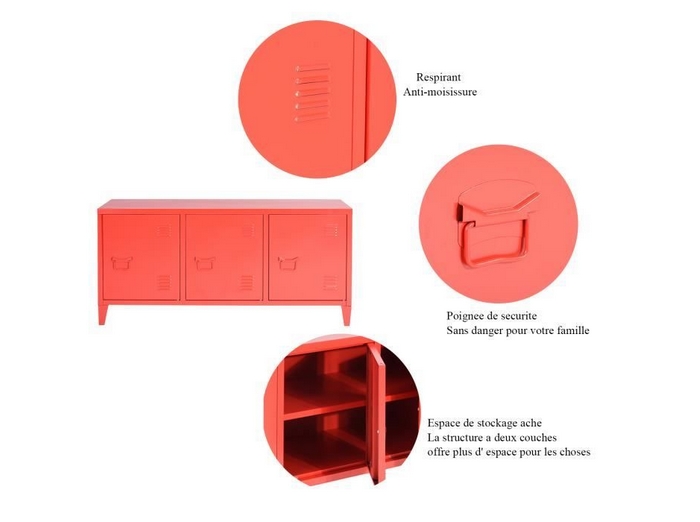 Respirant
Anti-moisissure
Poignee de securite
Sans danger pour votre famille
Espace de stockage ache
La structure a deux couches
offre plus d' espace pour les choses